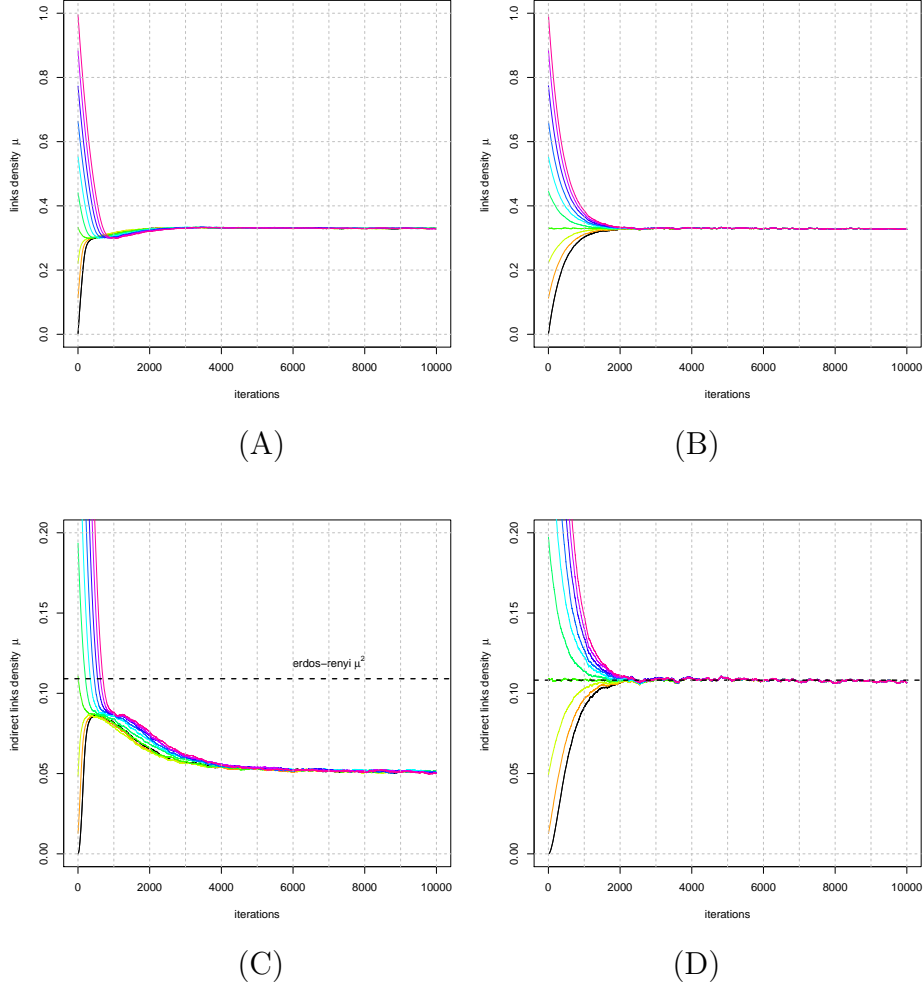 links density μ
0.0 0.2 0.4 0.6 0.8 1.0
0 2000 4000 6000 8000 10000
iterations
(A)
links density μ
0.0 0.2 0.4 0.6 0.8 1.0
0 2000 4000 6000 8000 10000
iterations
(B)
indirect links density μ
0.00 0.05 0.10 0.15 0.20
erdos−renyi μ²
0 2000 4000 6000 8000 10000
iterations
(C)
indirect links density μ
0.00 0.05 0.10 0.15 0.20
0 2000 4000 6000 8000 10000
iterations
(D)